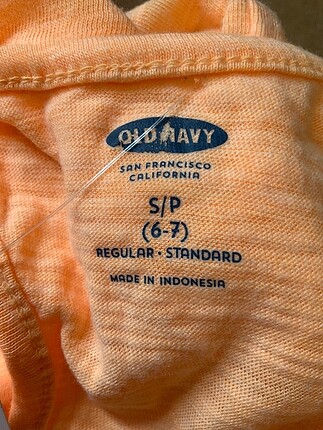 OLD NAVY
SAN FRANCISCO
CALIFORNIA
S/P
(6-7)
REGULAR · STANDARD
MADE IN INDONESIA